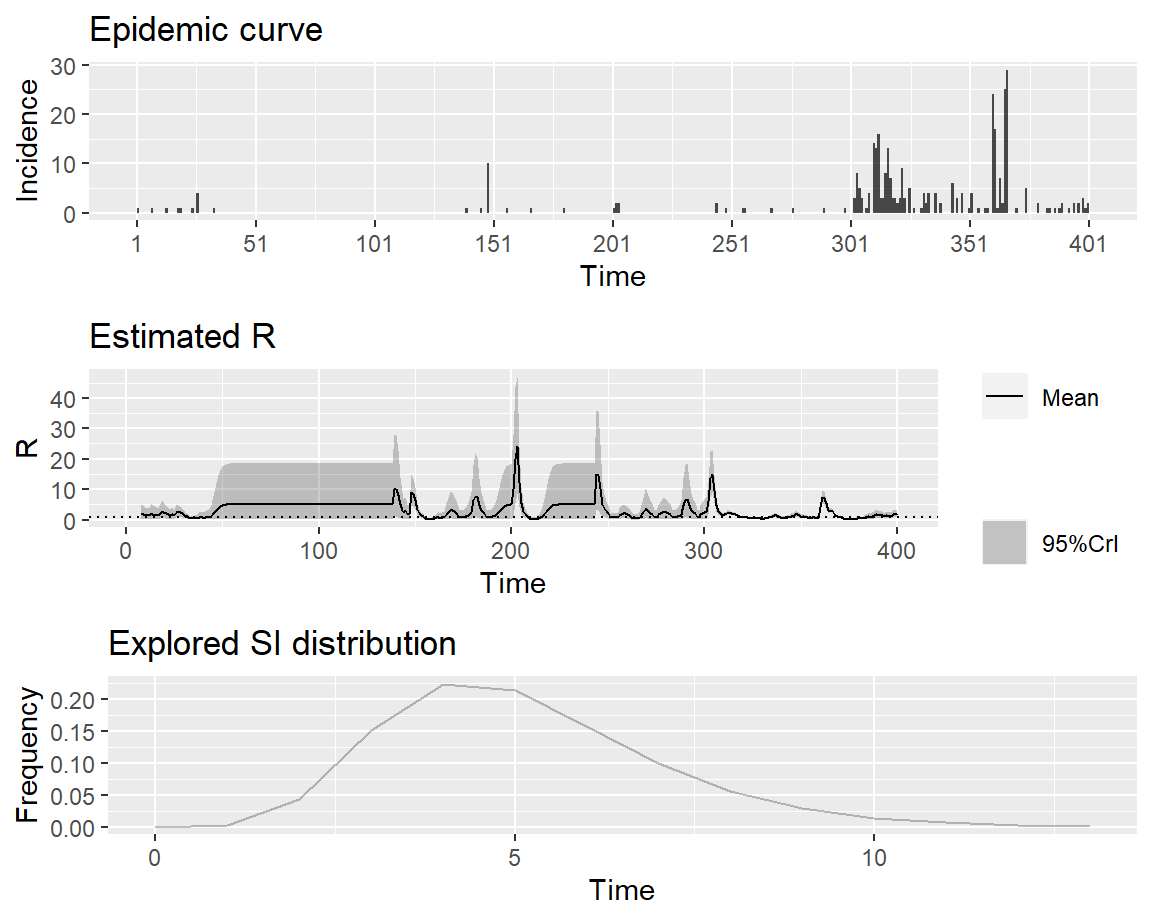 Epidemic curve
30
20
10
0
Incidence
1 51 101 151 201 251 301 351 401
Time
Estimated R
40
30
20
10
0
R
0 100 200 300 400
Time
Mean
95%CrI
Explored SI distribution
0.20
0.15
0.10
0.05
0.00
Frequency
0 5 10
Time